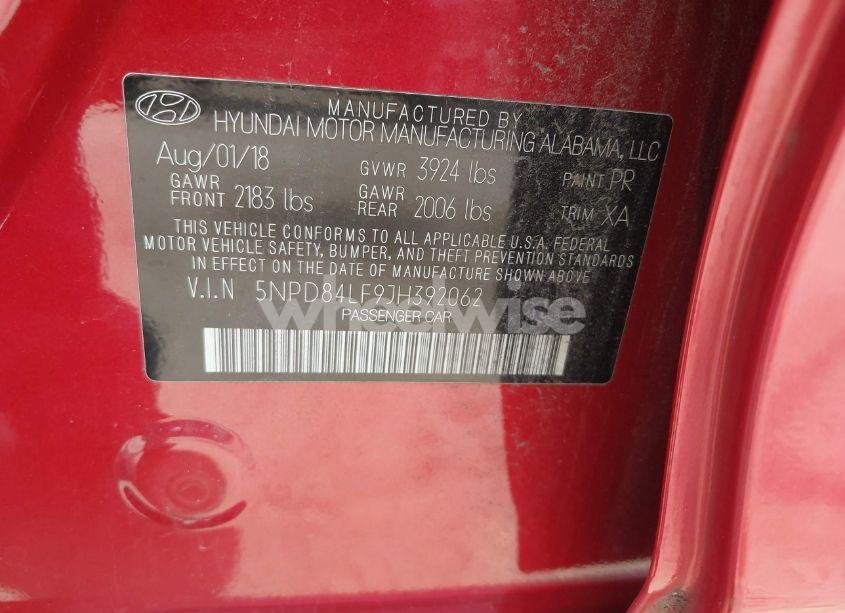 MANUFACTURED BY
HYUNDAI MOTOR MANUFACTURING ALABAMA, LLC
Aug/01/18 GVWR 3924 lbs PAINT PR
GAWR FRONT 2183 lbs GAWR REAR 2006 lbs TRIM XA
THIS VEHICLE CONFORMS TO ALL APPLICABLE U.S.A. FEDERAL
MOTOR VEHICLE SAFETY, BUMPER, AND THEFT PREVENTION STANDARDS
IN EFFECT ON THE DATE OF MANUFACTURE SHOWN ABOVE.
V.I.N 5NPD84LF9JH392062
wheelwise
PASSENGER CAR